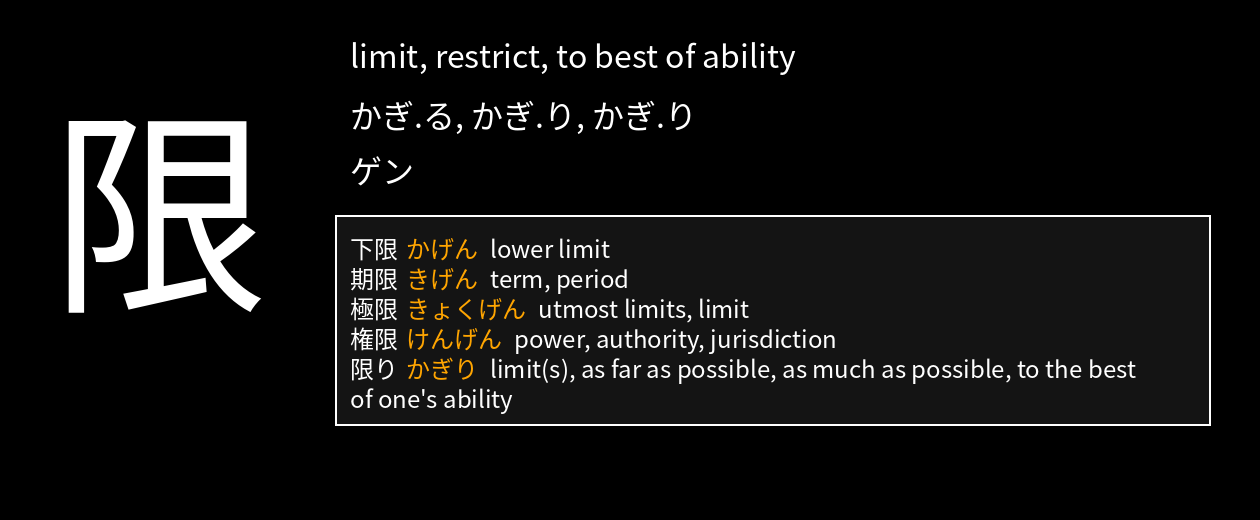 限
limit, restrict, to best of ability
かぎ.る, かぎ.り, かぎ.り
ゲン
下限 かげん lower limit
期限 きげん term, period
極限 きょくげん utmost limits, limit
権限 けんげん power, authority, jurisdiction
限り かぎり limit(s), as far as possible, as much as possible, to the best
of one's ability